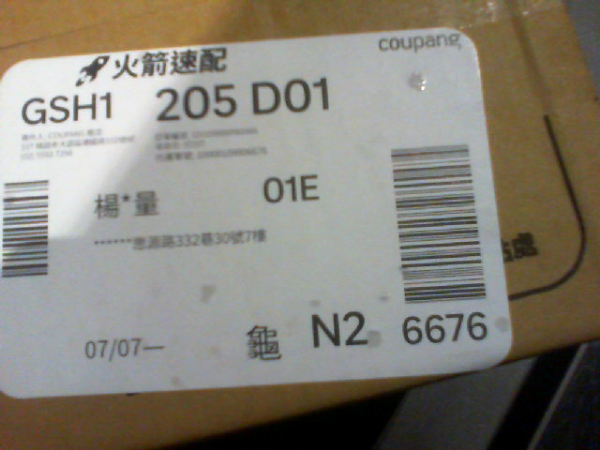 coupang
火箭速配
GSH1 205 D01
楊*量 01E
******應源路332巷30號7樓
07/07— 龜 N2 6676